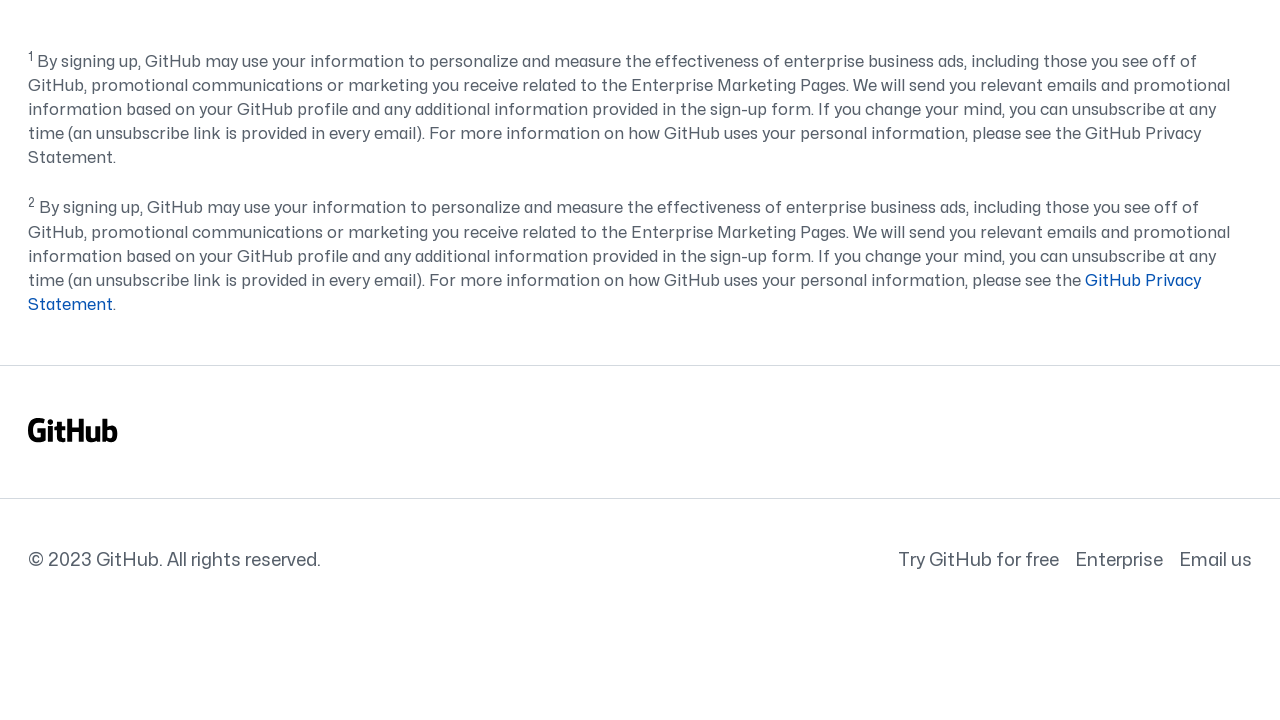 1 By signing up, GitHub may use your information to personalize and measure the effectiveness of enterprise business ads, including those you see off of
GitHub, promotional communications or marketing you receive related to the Enterprise Marketing Pages. We will send you relevant emails and promotional
information based on your GitHub profile and any additional information provided in the sign-up form. If you change your mind, you can unsubscribe at any
time (an unsubscribe link is provided in every email). For more information on how GitHub uses your personal information, please see the GitHub Privacy
Statement.
2 By signing up, GitHub may use your information to personalize and measure the effectiveness of enterprise business ads, including those you see off of
GitHub, promotional communications or marketing you receive related to the Enterprise Marketing Pages. We will send you relevant emails and promotional
information based on your GitHub profile and any additional information provided in the sign-up form. If you change your mind, you can unsubscribe at any
time (an unsubscribe link is provided in every email). For more information on how GitHub uses your personal information, please see the GitHub Privacy
Statement.
GitHub
© 2023 GitHub. All rights reserved. Try GitHub for free Enterprise Email us